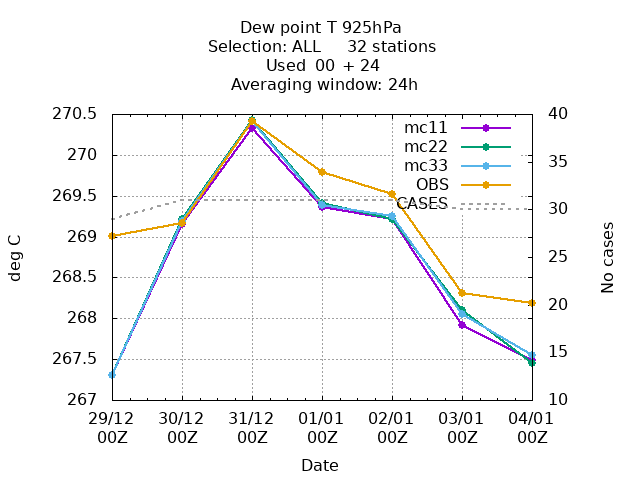 Dew point T 925hPa
Selection: ALL 32 stations
Used 00 + 24
Averaging window: 24h
270.5
270
269.5
269
268.5
268
267.5
267
deg C
40
35
30
25
20
15
10
No cases
mc11
mc22
mc33
OBS
CASES
29/12 30/12 31/12 01/01 02/01 03/01 04/01
00Z 00Z 00Z 00Z 00Z 00Z 00Z
Date